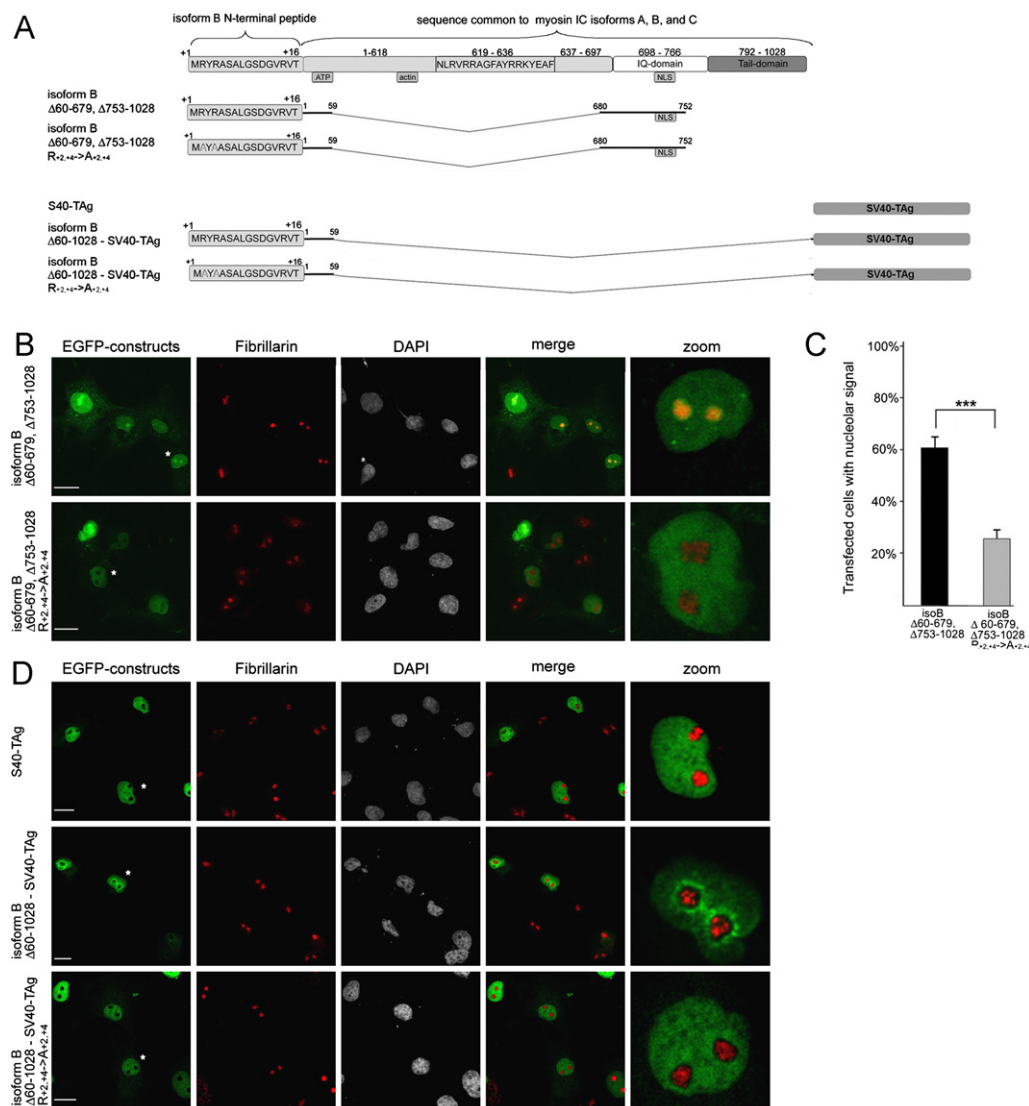 A
isoform B N-terminal peptide
sequence common to myosin IC isoforms A, B, and C
+1 +16 1-618 619 - 636 637 - 697 698 - 766 792 - 1028
MRYRASALGSDGVRVT NLRVRRAGFAYRRKYEAF IQ-domain Tail-domain
ATP actin NLS
isoform B
Δ60-679, Δ753-1028
+1 +16 1 59 680 752
MRYRASALGSDGVRVT NLS
isoform B
Δ60-679, Δ753-1028
R+2,+4->A+2,+4
+1 +16 1 59 680 752
MAYAASALGSDGVRVT NLS
S40-TAg
SV40-TAg
isoform B
Δ60-1028 - SV40-TAg
+1 +16 1 59
MRYRASALGSDGVRVT SV40-TAg
isoform B
Δ60-1028 - SV40-TAg
R+2,+4->A+2,+4
+1 +16 1 59
MAYAASALGSDGVRVT SV40-TAg
B
EGFP-constructs Fibrillarin DAPI merge zoom
isoform B
Δ60-679, Δ753-1028
*
*
isoform B
Δ60-679, Δ753-1028
R+2,+4->A+2,+4
*
C
Transfected cells with nucleolar signal
100%
80%
60%
40%
20%
***
isoB
Δ60-679,
Δ753-1028
isoB
Δ 60-679,
Δ753-1028
R+2,+4->A+2,+4
D
EGFP-constructs Fibrillarin DAPI merge zoom
S40-TAg
*
isoform B
Δ60-1028 - SV40-TAg
*
isoform B
Δ60-1028 - SV40-TAg
R+2,+4->A+2,+4
*